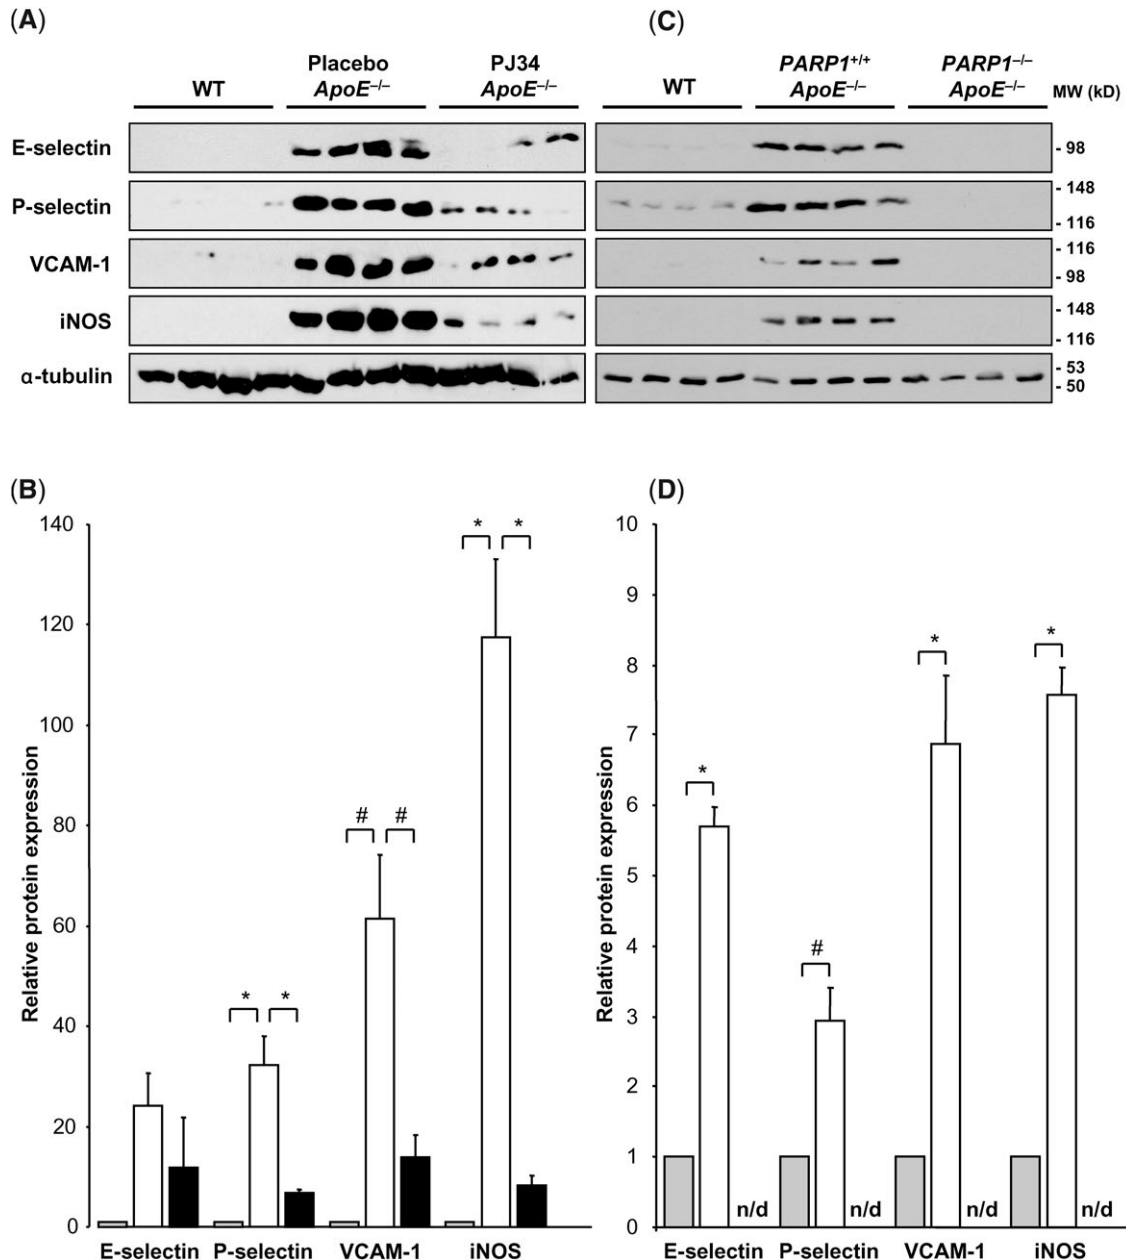 (A)
(C)
Placebo PJ34 PARP1+/+ PARP1−/−
WT ApoE−/− ApoE−/− WT ApoE−/− ApoE−/− MW (kD)
E-selectin - 98
P-selectin - 148
- 116
VCAM-1 - 116
- 98
iNOS - 148
- 116
α-tubulin - 53
- 50
(B)
Relative protein expression
140
120
100
80
60
40
20
0
* *
# #
* *
E-selectin P-selectin VCAM-1 iNOS
(D)
Relative protein expression
10
9
8
7
6
5
4
3
2
1
0
*
#
*
*
n/d n/d n/d n/d
E-selectin P-selectin VCAM-1 iNOS